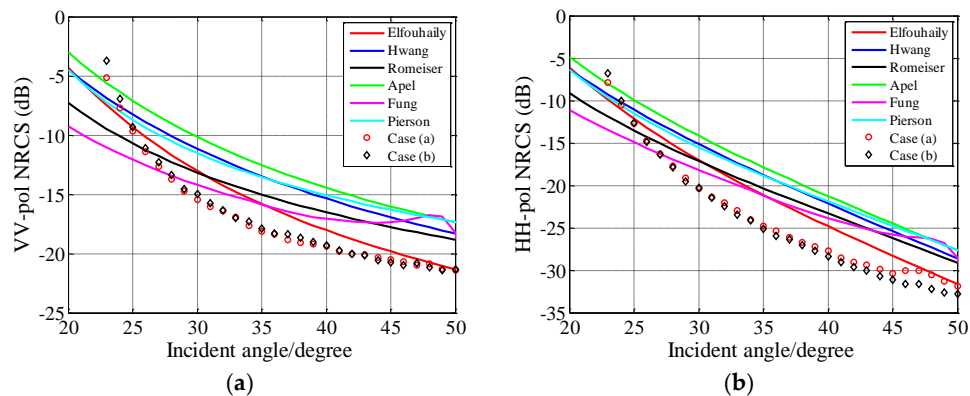 0
-5
-10
-15
-20
-25
20 25 30 35 40 45 50
VV-pol NRCS (dB)
Incident angle/degree
Elfouhaily
Hwang
Romeiser
Apel
Fung
Pierson
Case (a)
Case (b)
(a)
0
-5
-10
-15
-20
-25
-30
-35
20 25 30 35 40 45 50
HH-pol NRCS (dB)
Incident angle/degree
Elfouhaily
Hwang
Romeiser
Apel
Fung
Pierson
Case (a)
Case (b)
(b)